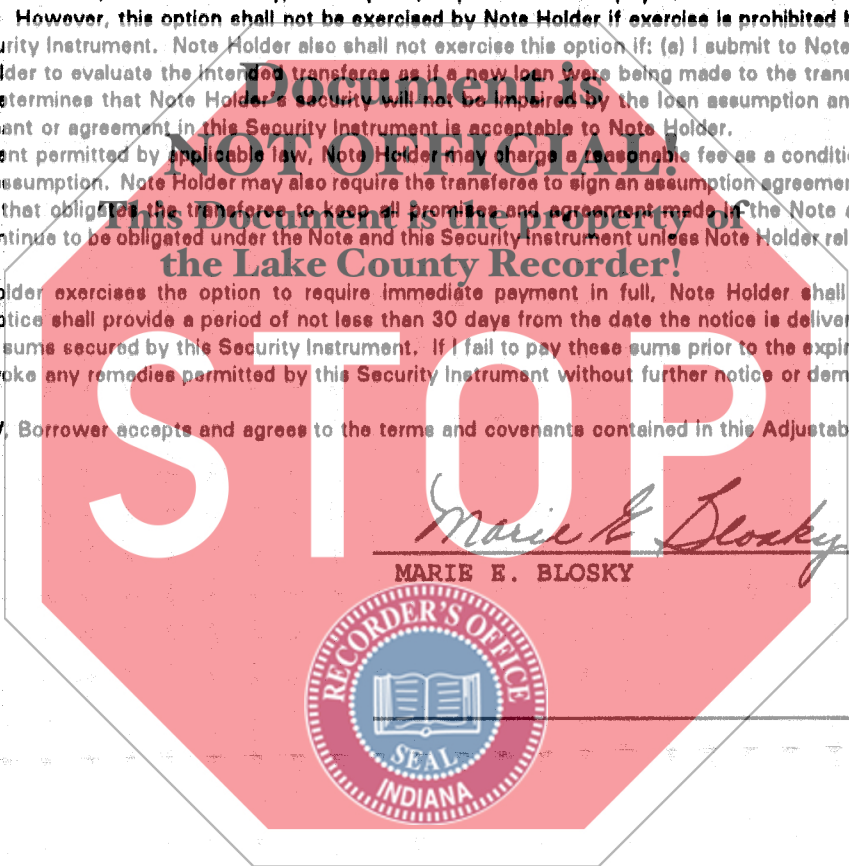 However, this option shall not be exercised by Note Holder if exercise is prohibited
urity Instrument. Note Holder also shall not exercise this option if: (a) I submit to Note
lder to evaluate the intended transferee as if a new loan were being made to the trans
etermines that Note Holder's security will not be impaired by the loan assumption an
ant or agreement in this Security Instrument is acceptable to Note Holder.
ent permitted by applicable law, Note Holder may charge a reasonable fee as a conditi
assumption. Note Holder may also require the transferee to sign an assumption agreemen
that obligates the transferee to keep all promises and agreement made in the Note
ntinue to be obligated under the Note and this Security Instrument unless Note Holder rel
Document is
NOT OFFICIAL!
This Document is the property of
the Lake County Recorder!
older exercises the option to require immediate payment in full, Note Holder shall
otice shall provide a period of not less than 30 days from the date the notice is deliver
sums secured by this Security Instrument. If I fail to pay these sums prior to the expir
oke any remedies permitted by this Security Instrument without further notice or dem
, Borrower accepts and agrees to the terms and covenants contained in this Adjustab
STOP
Marie E Blosky
MARIE E. BLOSKY
RECORDER'S OFFICE
SEAL
INDIANA